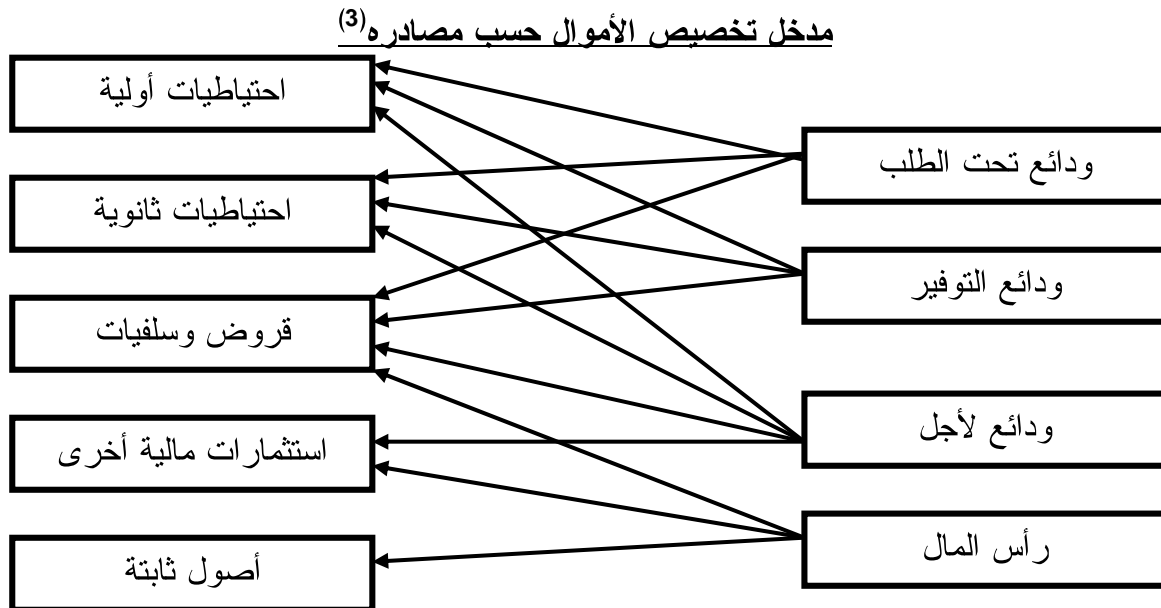 مدخل تخصيص الأموال حسب مصادره(3)
ودائع تحت الطلب
ودائع التوفير
ودائع لأجل
رأس المال
احتياطيات أولية
احتياطيات ثانوية
قروض وسلفيات
استثمارات مالية أخرى
أصول ثابتة